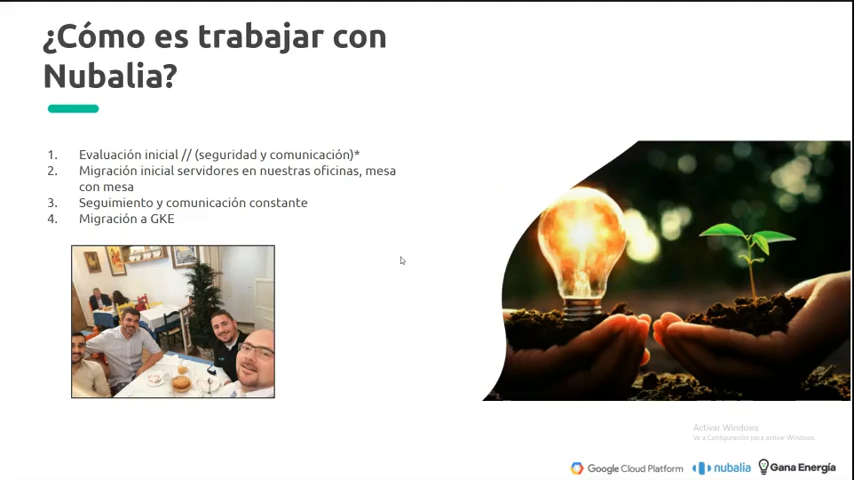 ¿Cómo es trabajar con
Nubalia?
1. Evaluación inicial // (seguridad y comunicación)*
2. Migración inicial servidores en nuestras oficinas, mesa
con mesa
3. Seguimiento y comunicación constante
4. Migración a GKE
Activar Windows
Ve a Configuración para activar Windows.
Google Cloud Platform nubalia Gana Energía